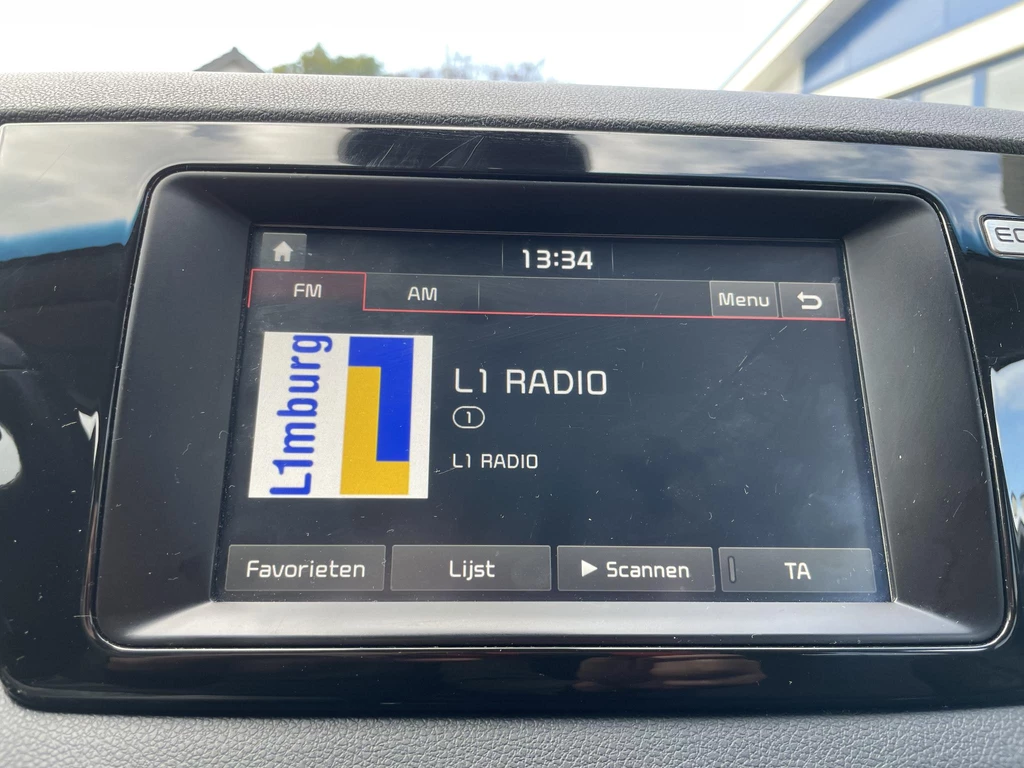 13:34
FM AM Menu
L1mburg
L1 RADIO
1
L1 RADIO
Favorieten Lijst Scannen TA